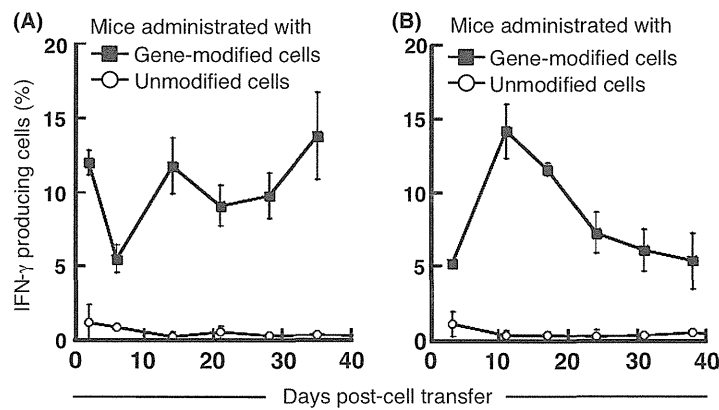 (A) Mice administrated with
Gene-modified cells
Unmodified cells
IFN-γ producing cells (%)
20
15
10
5
0
0 10 20 30 40
(B) Mice administrated with
Gene-modified cells
Unmodified cells
20
15
10
5
0
0 10 20 30 40
Days post-cell transfer